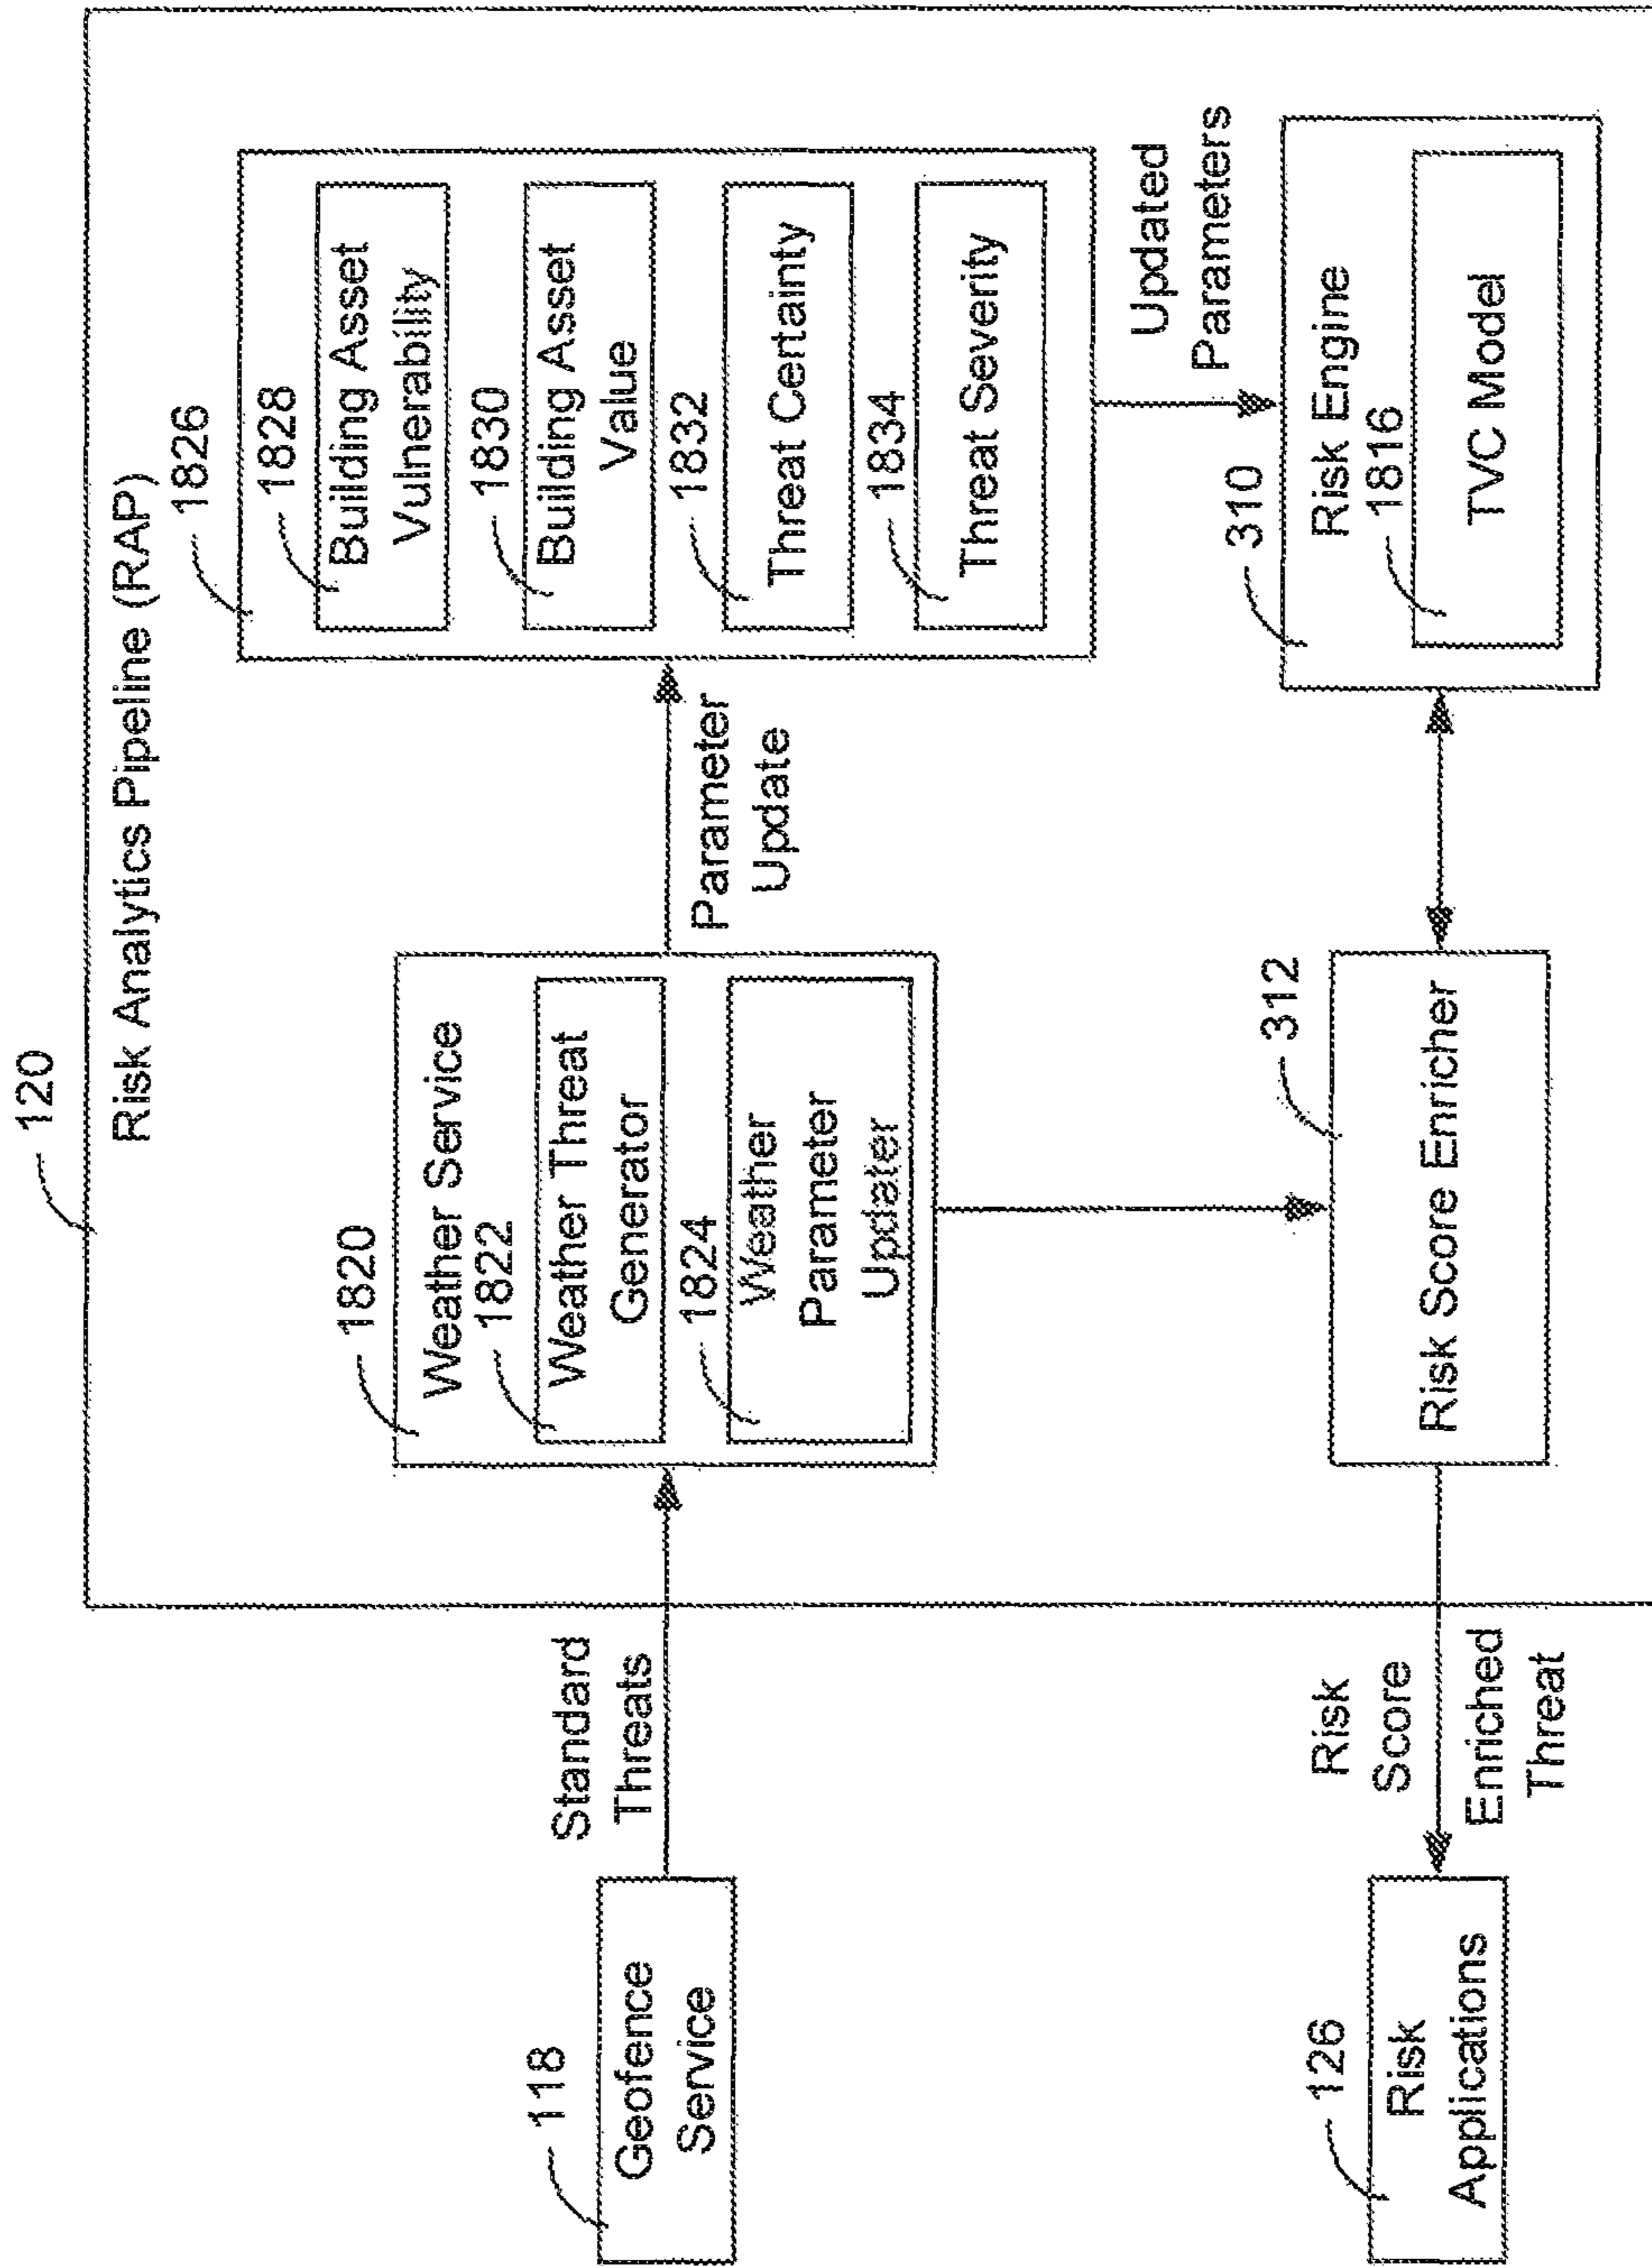 120
Risk Analytics Pipeline (RAP)
118
Geofence
Service
Standard
Threats
1820
Weather Service
1822
Weather Threat
Generator
1824
Weather
Parameter
Updater
Parameter
Update
1826
1828
Building Asset
Vulnerability
1830
Building Asset
Value
1832
Threat Certainty
1834
Threat Severity
Updated
Parameters
310
Risk Engine
1816
TVC Model
312
Risk Score Enricher
Risk
Score
Enriched
Threat
126
Risk
Applications